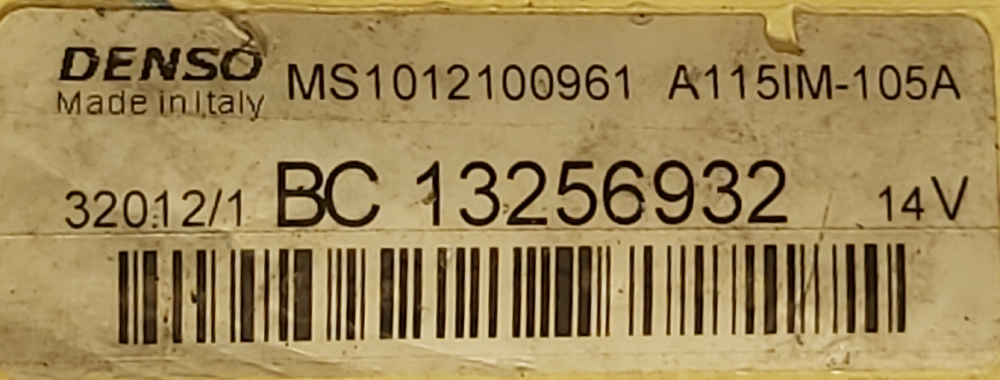 DENSO MS1012100961 A115IM-105A
Made in Italy
32012/1 BC 13256932 14V